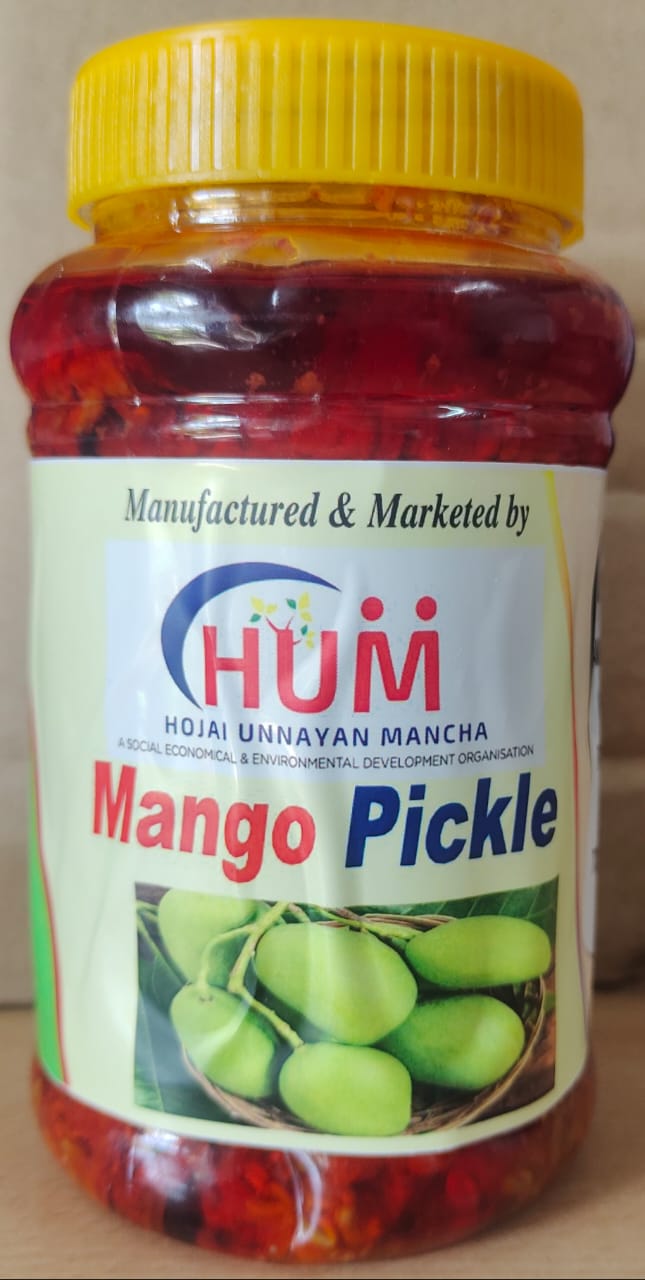 Manufactured & Marketed by
HUM
HOJAI UNNAYAN MANCHA
A SOCIAL ECONOMICAL & ENVIRONMENTAL DEVELOPMENT ORGANISATION
Mango Pickle